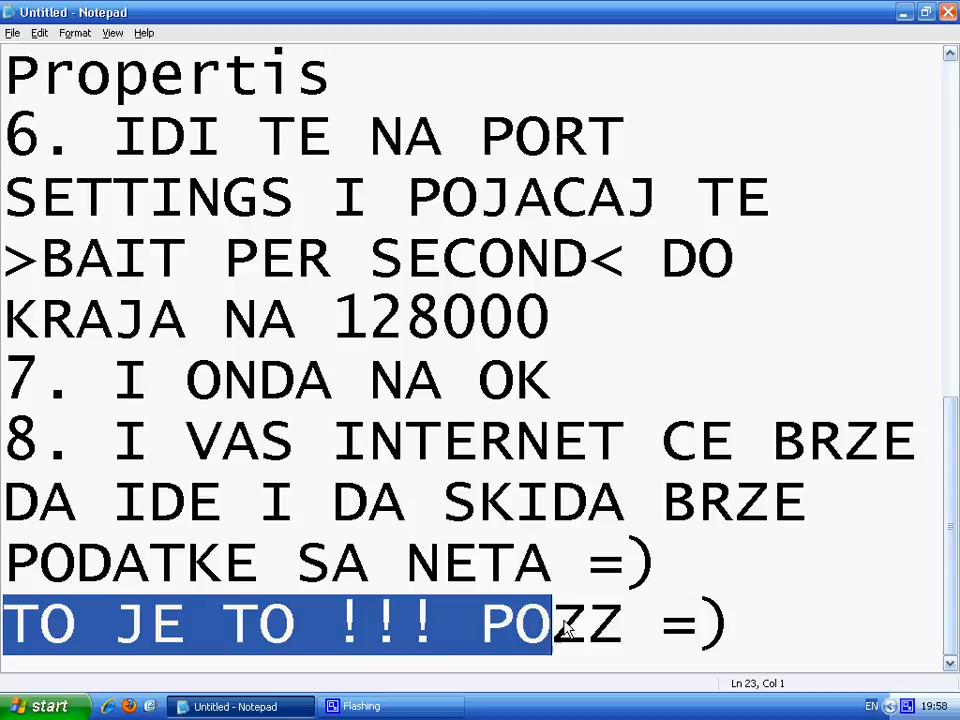 Untitled - Notepad
File Edit Format View Help
Propertis
6. IDI TE NA PORT
SETTINGS I POJACAJ TE
>BAIT PER SECOND< DO
KRAJA NA 128000
7. I ONDA NA OK
8. I VAS INTERNET CE BRZE
DA IDE I DA SKIDA BRZE
PODATKE SA NETA =)
TO JE TO !!! POZZ =)
Ln 23, Col 1
start Untitled - Notepad Flashing EN 19:58